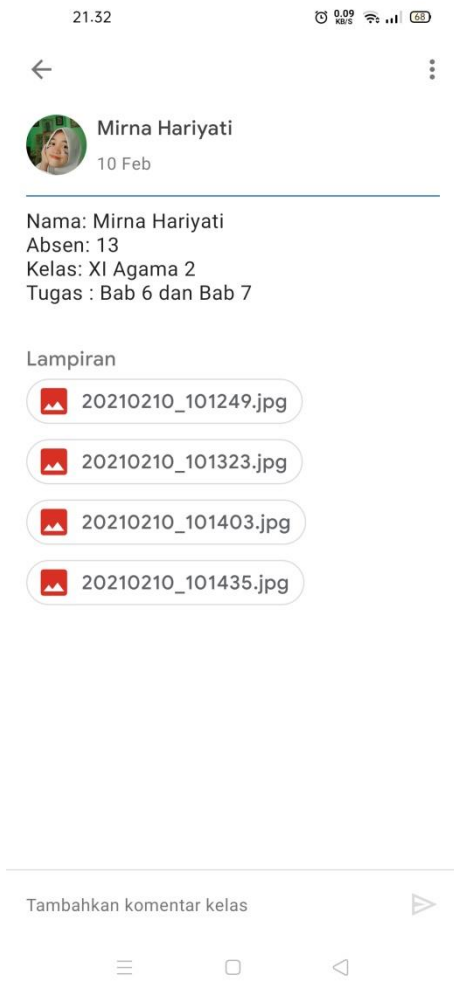 21.32
0.09
KB/S
68
Mirna Hariyati
10 Feb
Nama: Mirna Hariyati
Absen: 13
Kelas: XI Agama 2
Tugas : Bab 6 dan Bab 7
Lampiran
20210210_101249.jpg
20210210_101323.jpg
20210210_101403.jpg
20210210_101435.jpg
Tambahkan komentar kelas